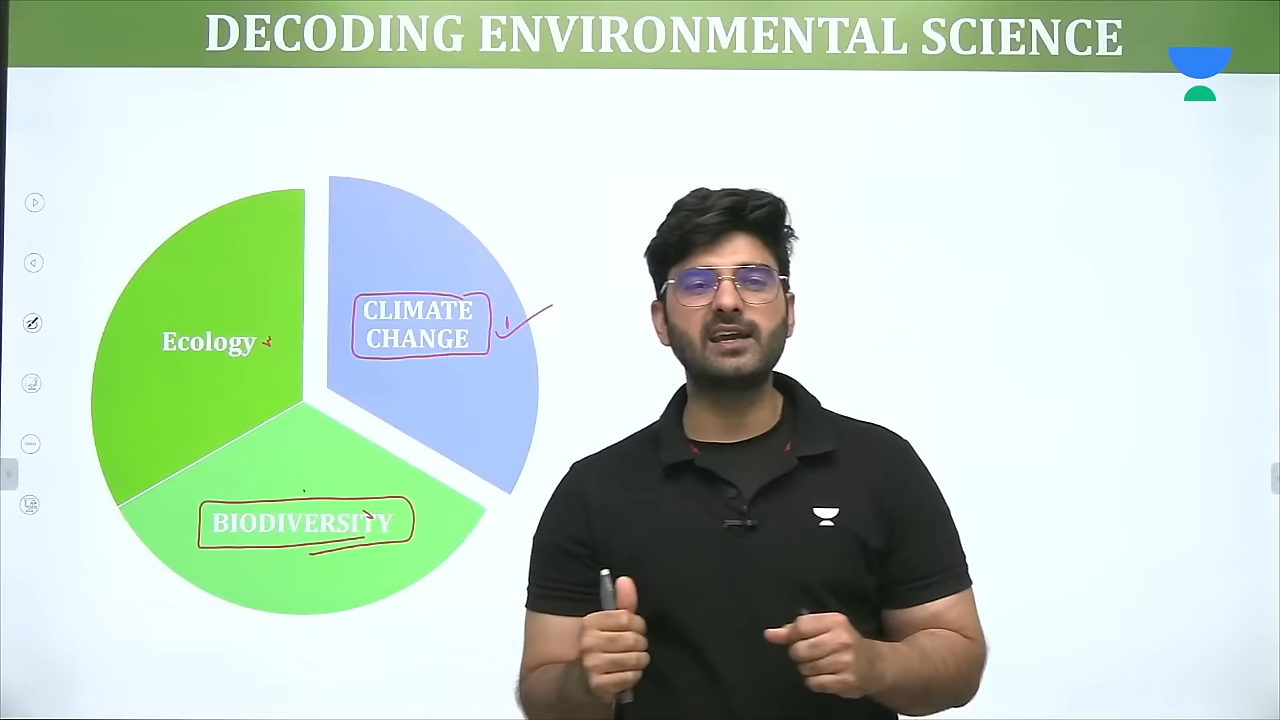 DECODING ENVIRONMENTAL SCIENCE
CLIMATE
CHANGE
Ecology
BIODIVERSITY